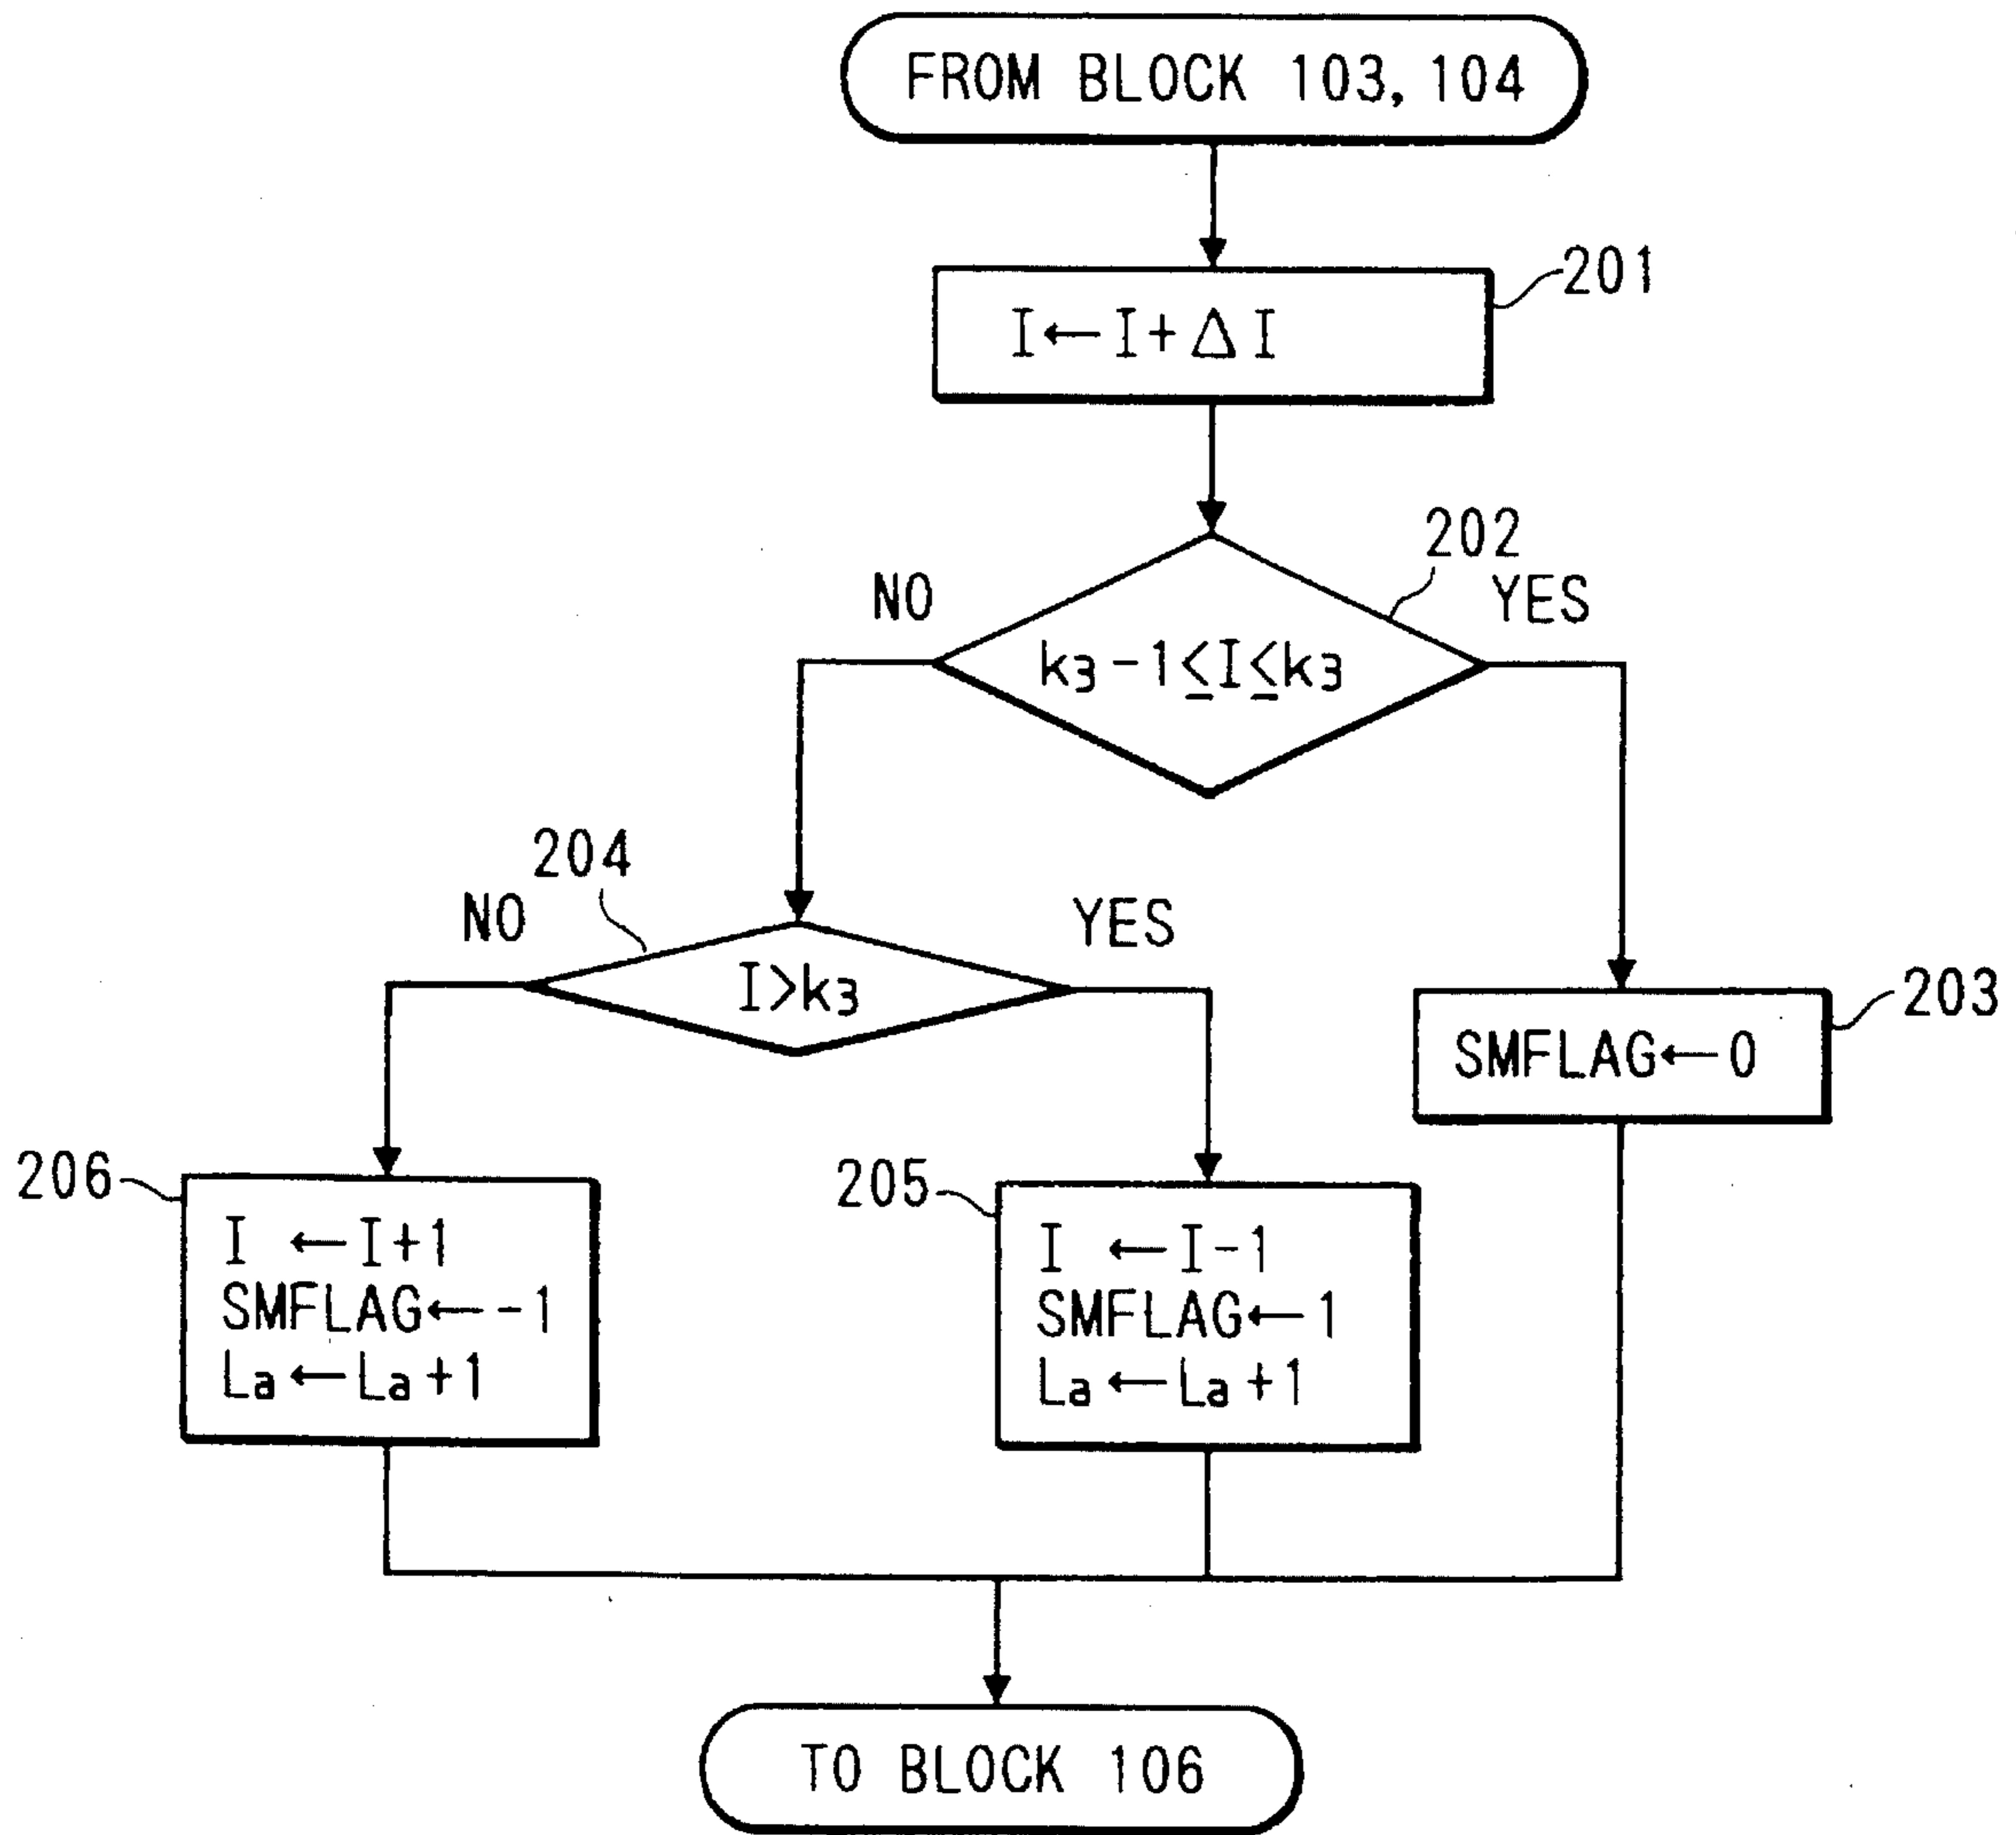 FROM BLOCK 103, 104
201
I←I+ΔI
202
NO
YES
k₃-1≤I≤k₃
204
NO
YES
I>k₃
203
SMFLAG←0
206
I ←I+1
SMFLAG←-1
La←La+1
205
I ←I-1
SMFLAG←1
La←La+1
TO BLOCK 106